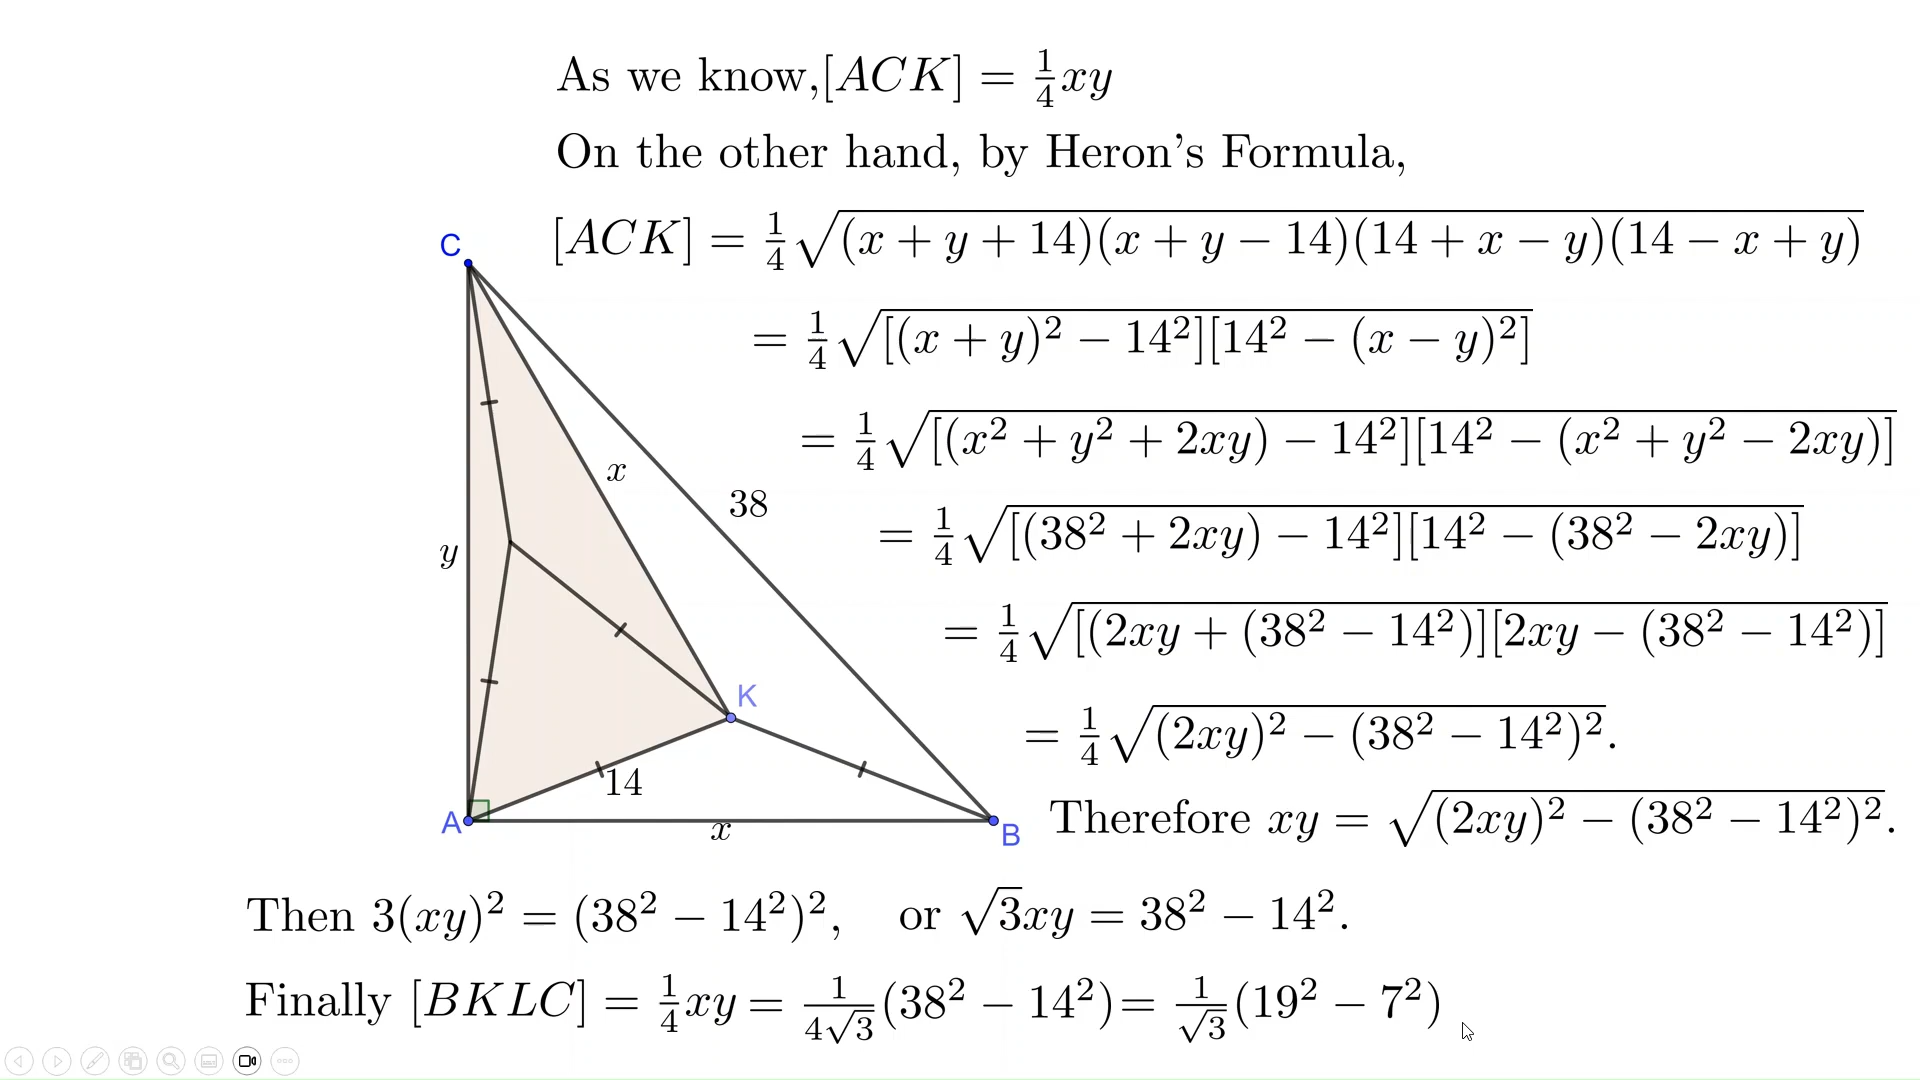 As we know,[ACK] = 1/4 xy
On the other hand, by Heron's Formula,
[ACK] = 1/4 √(x + y + 14)(x + y − 14)(14 + x − y)(14 − x + y)
= 1/4 √[(x + y)² − 14²][14² − (x − y)²]
= 1/4 √[(x² + y² + 2xy) − 14²][14² − (x² + y² − 2xy)]
= 1/4 √[(38² + 2xy) − 14²][14² − (38² − 2xy)]
= 1/4 √[(2xy + (38² − 14²)][2xy − (38² − 14²)]
= 1/4 √(2xy)² − (38² − 14²)².
Therefore xy = √(2xy)² − (38² − 14²)².
C
x
38
y
K
14
A
x
B
Then 3(xy)² = (38² − 14²)², or √3xy = 38² − 14².
Finally [BKLC] = 1/4 xy = 1/(4√3) (38² − 14²)= 1/√3 (19² − 7²)